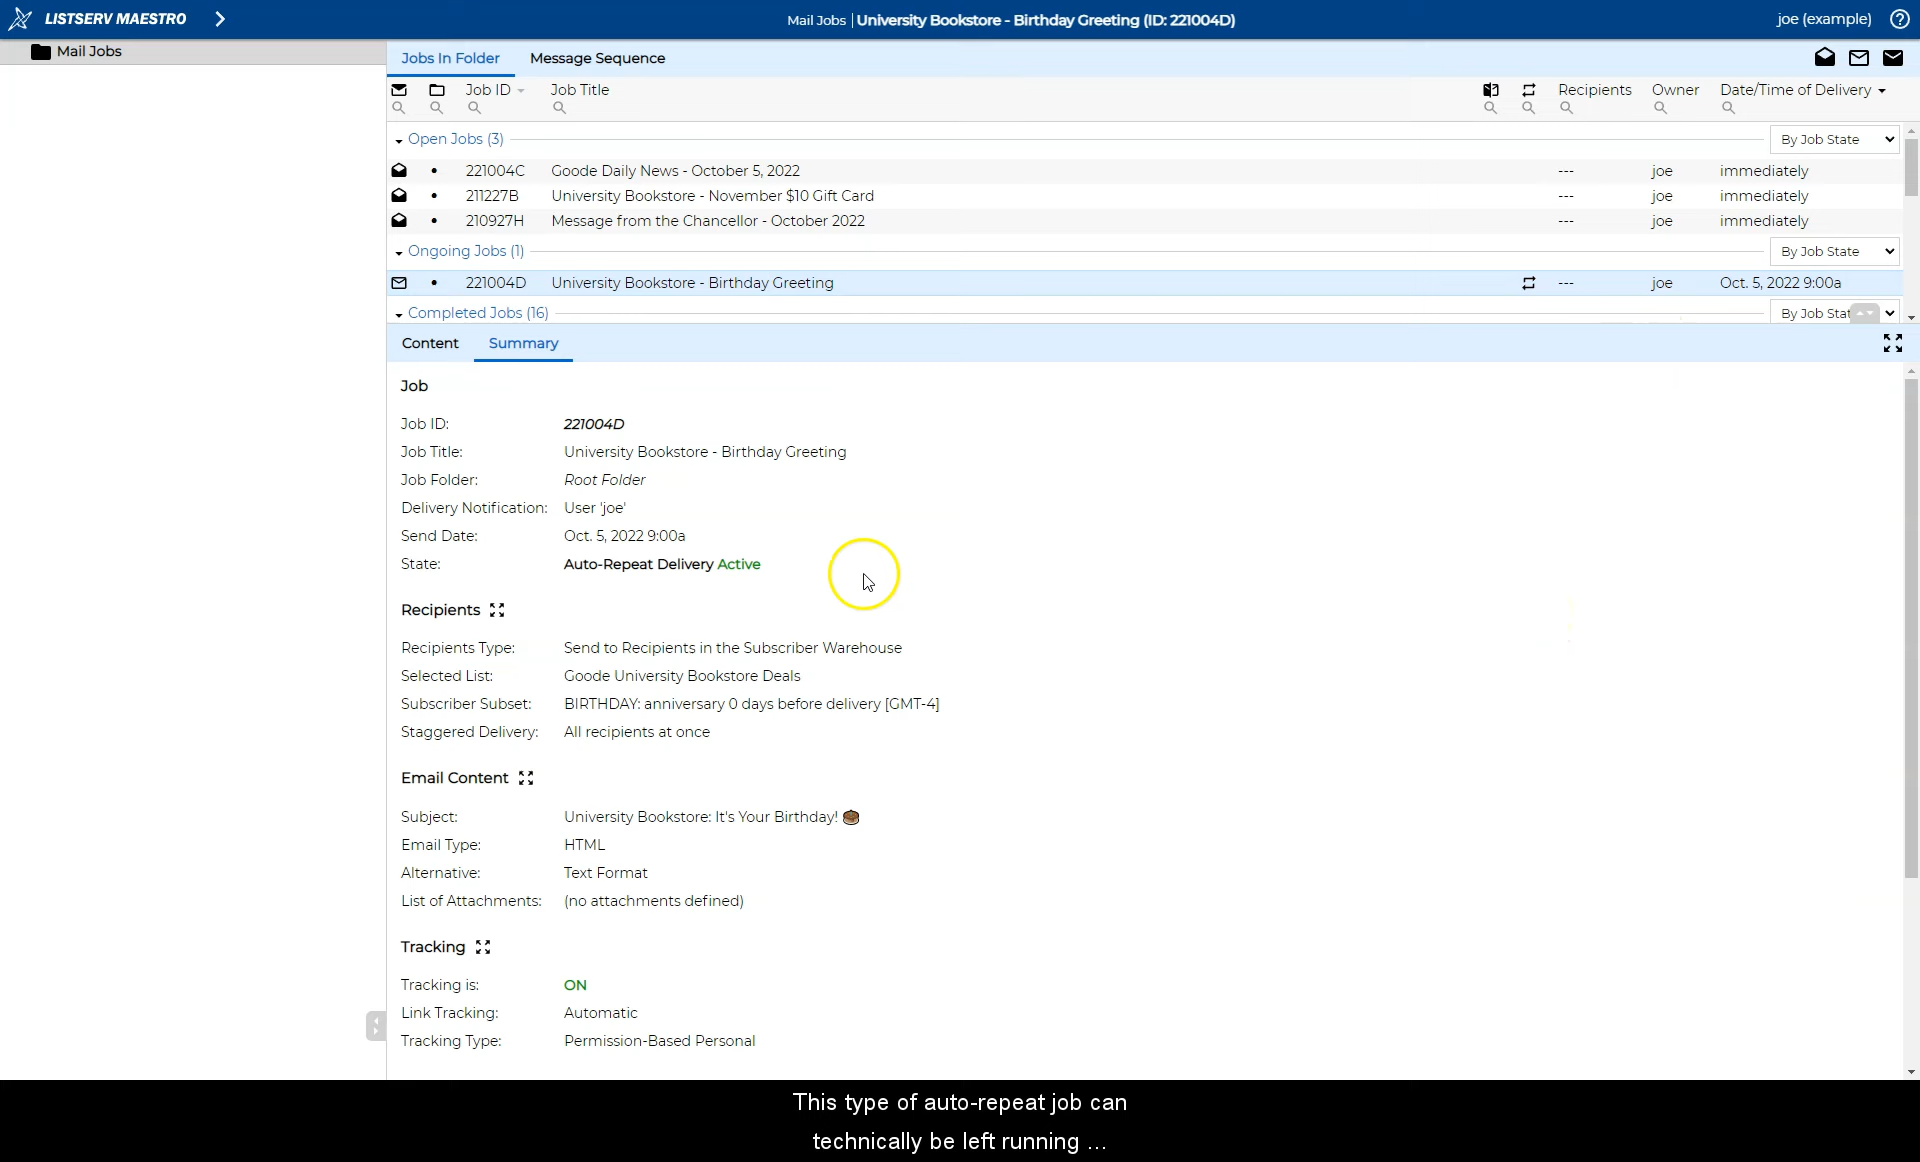 LISTSERV MAESTRO
Mail Jobs | University Bookstore - Birthday Greeting (ID: 221004D)
joe (example)
Mail Jobs
Jobs In Folder Message Sequence
Job ID Job Title Recipients Owner Date/Time of Delivery
Open Jobs (3) By Job State
221004C Goode Daily News - October 5, 2022 --- joe immediately
211227B University Bookstore - November $10 Gift Card --- joe immediately
210927H Message from the Chancellor - October 2022 --- joe immediately
Ongoing Jobs (1) By Job State
221004D University Bookstore - Birthday Greeting --- joe Oct. 5, 2022 9:00a
Completed Jobs (16) By Job Stat
Content Summary
Job
Job ID: 221004D
Job Title: University Bookstore - Birthday Greeting
Job Folder: Root Folder
Delivery Notification: User 'joe'
Send Date: Oct. 5, 2022 9:00a
State: Auto-Repeat Delivery Active
Recipients
Recipients Type: Send to Recipients in the Subscriber Warehouse
Selected List: Goode University Bookstore Deals
Subscriber Subset: BIRTHDAY: anniversary 0 days before delivery [GMT-4]
Staggered Delivery: All recipients at once
Email Content
Subject: University Bookstore: It's Your Birthday!
Email Type: HTML
Alternative: Text Format
List of Attachments: (no attachments defined)
Tracking
Tracking is: ON
Link Tracking: Automatic
Tracking Type: Permission-Based Personal
This type of auto-repeat job can
technically be left running ...